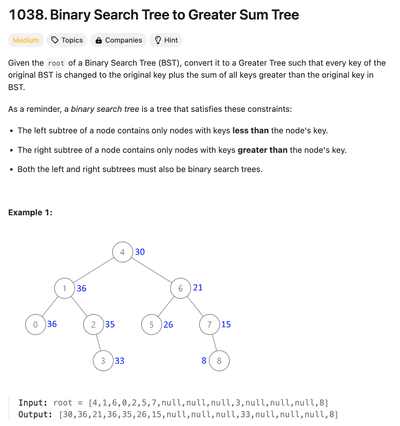 1038. Binary Search Tree to Greater Sum Tree
Medium Topics Companies Hint
Given the root of a Binary Search Tree (BST), convert it to a Greater Tree such that every key of the
original BST is changed to the original key plus the sum of all keys greater than the original key in
BST.
As a reminder, a binary search tree is a tree that satisfies these constraints:
• The left subtree of a node contains only nodes with keys less than the node's key.
• The right subtree of a node contains only nodes with keys greater than the node's key.
• Both the left and right subtrees must also be binary search trees.
Example 1:
4 30
1 36 6 21
0 36 2 35 5 26 7 15
3 33 8 8
Input: root = [4,1,6,0,2,5,7,null,null,null,3,null,null,null,8]
Output: [30,36,21,36,35,26,15,null,null,null,33,null,null,null,8]